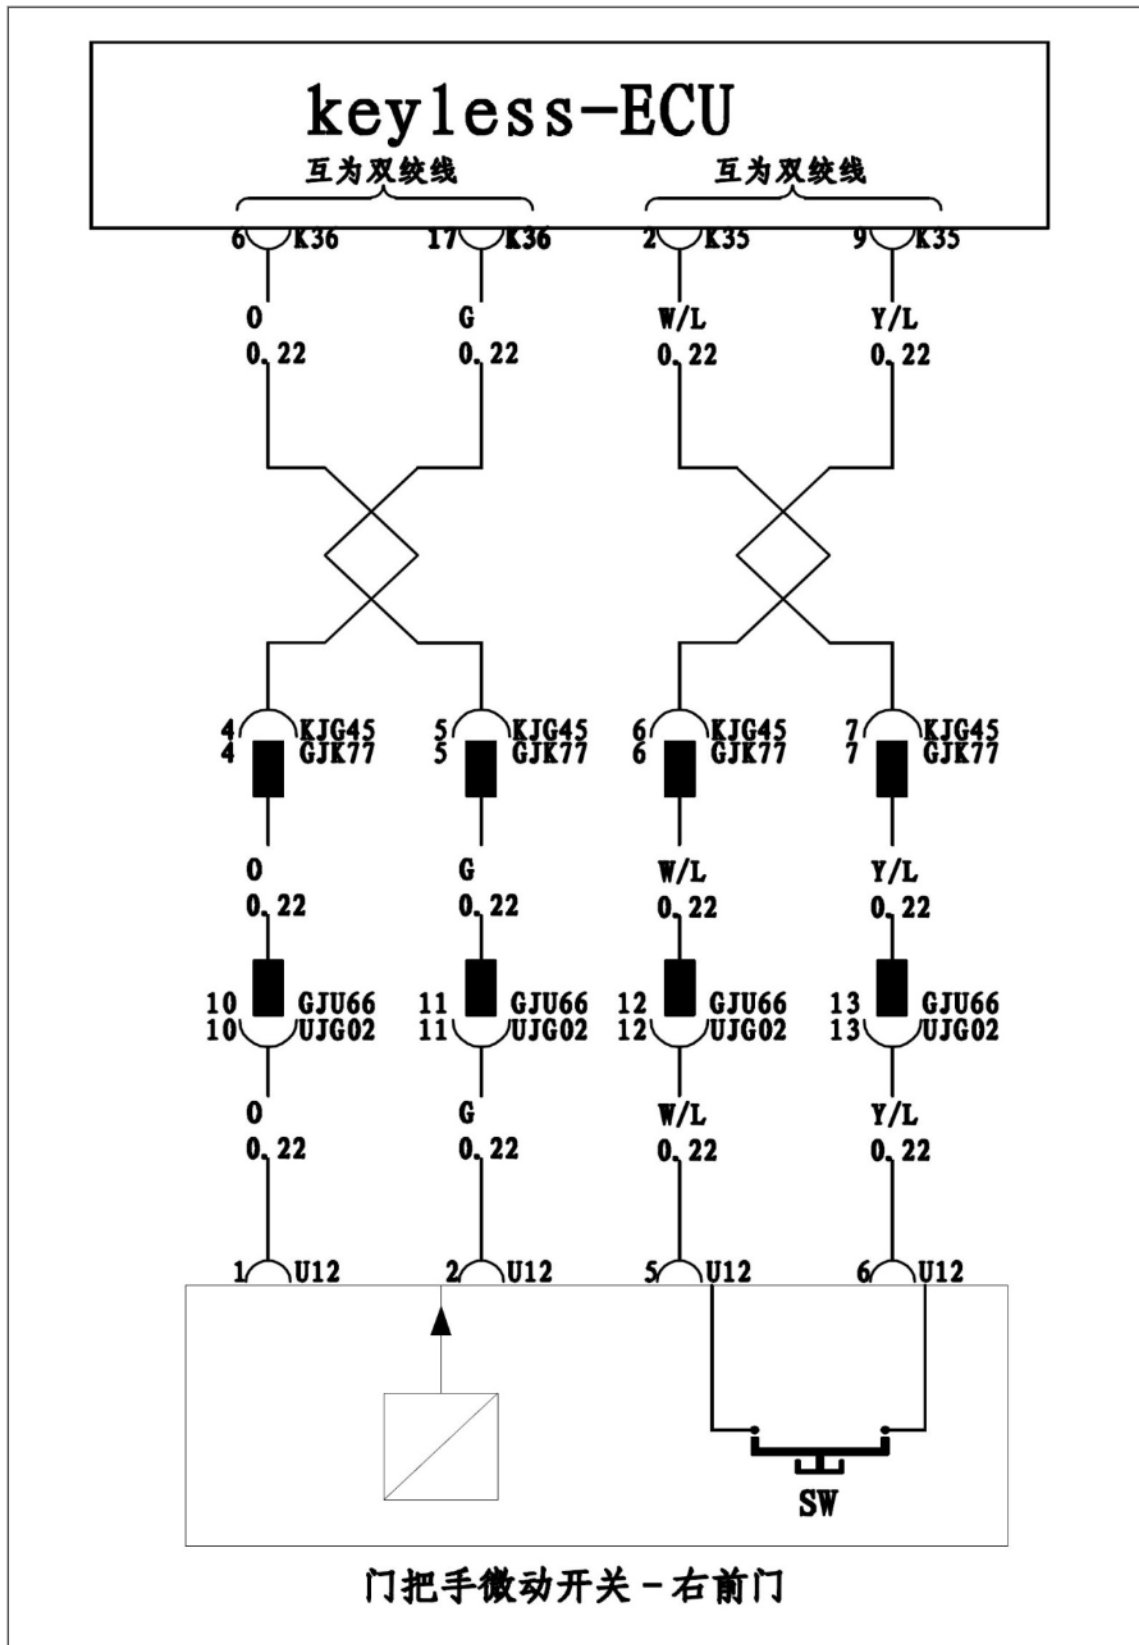 keyless-ECU
互为双绞线 互为双绞线
6 K36 17 K36 2 K35 9 K35
O G W/L Y/L
0.22 0.22 0.22 0.22
4 KJG45 5 KJG45 6 KJG45 7 KJG45
4 GJK77 5 GJK77 6 GJK77 7 GJK77
O G W/L Y/L
0.22 0.22 0.22 0.22
10 GJU66 11 GJU66 12 GJU66 13 GJU66
10 UJG02 11 UJG02 12 UJG02 13 UJG02
O G W/L Y/L
0.22 0.22 0.22 0.22
1 U12 2 U12 5 U12 6 U12
SW
门把手微动开关-右前门